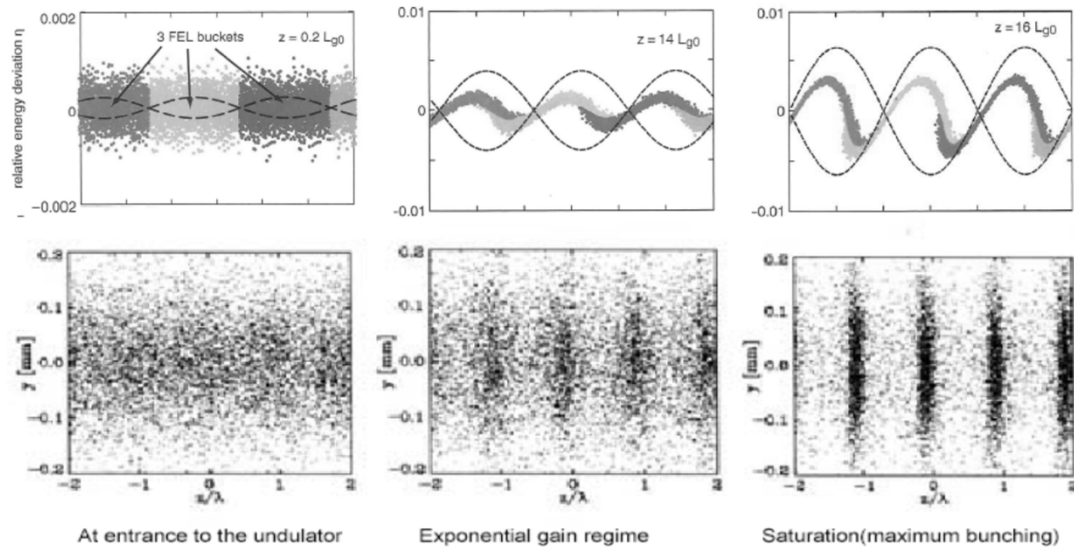 0.002
3 FEL buckets
z = 0.2 Lg0
relative energy deviation η
0
−0.002
0.01
z = 14 Lg0
0
−0.01
0.01
z = 16 Lg0
0
−0.01
0.2
0.1
0.0
−0.1
−0.2
y [mm]
−2 −1 0 1 2
z/λ
0.2
0.1
0.0
−0.1
−0.2
y [mm]
−2 −1 0 1 2
z/λ
0.2
0.1
0.0
−0.1
−0.2
y [mm]
−2 −1 0 1 2
z/λ
At entrance to the undulator
Exponential gain regime
Saturation(maximum bunching)